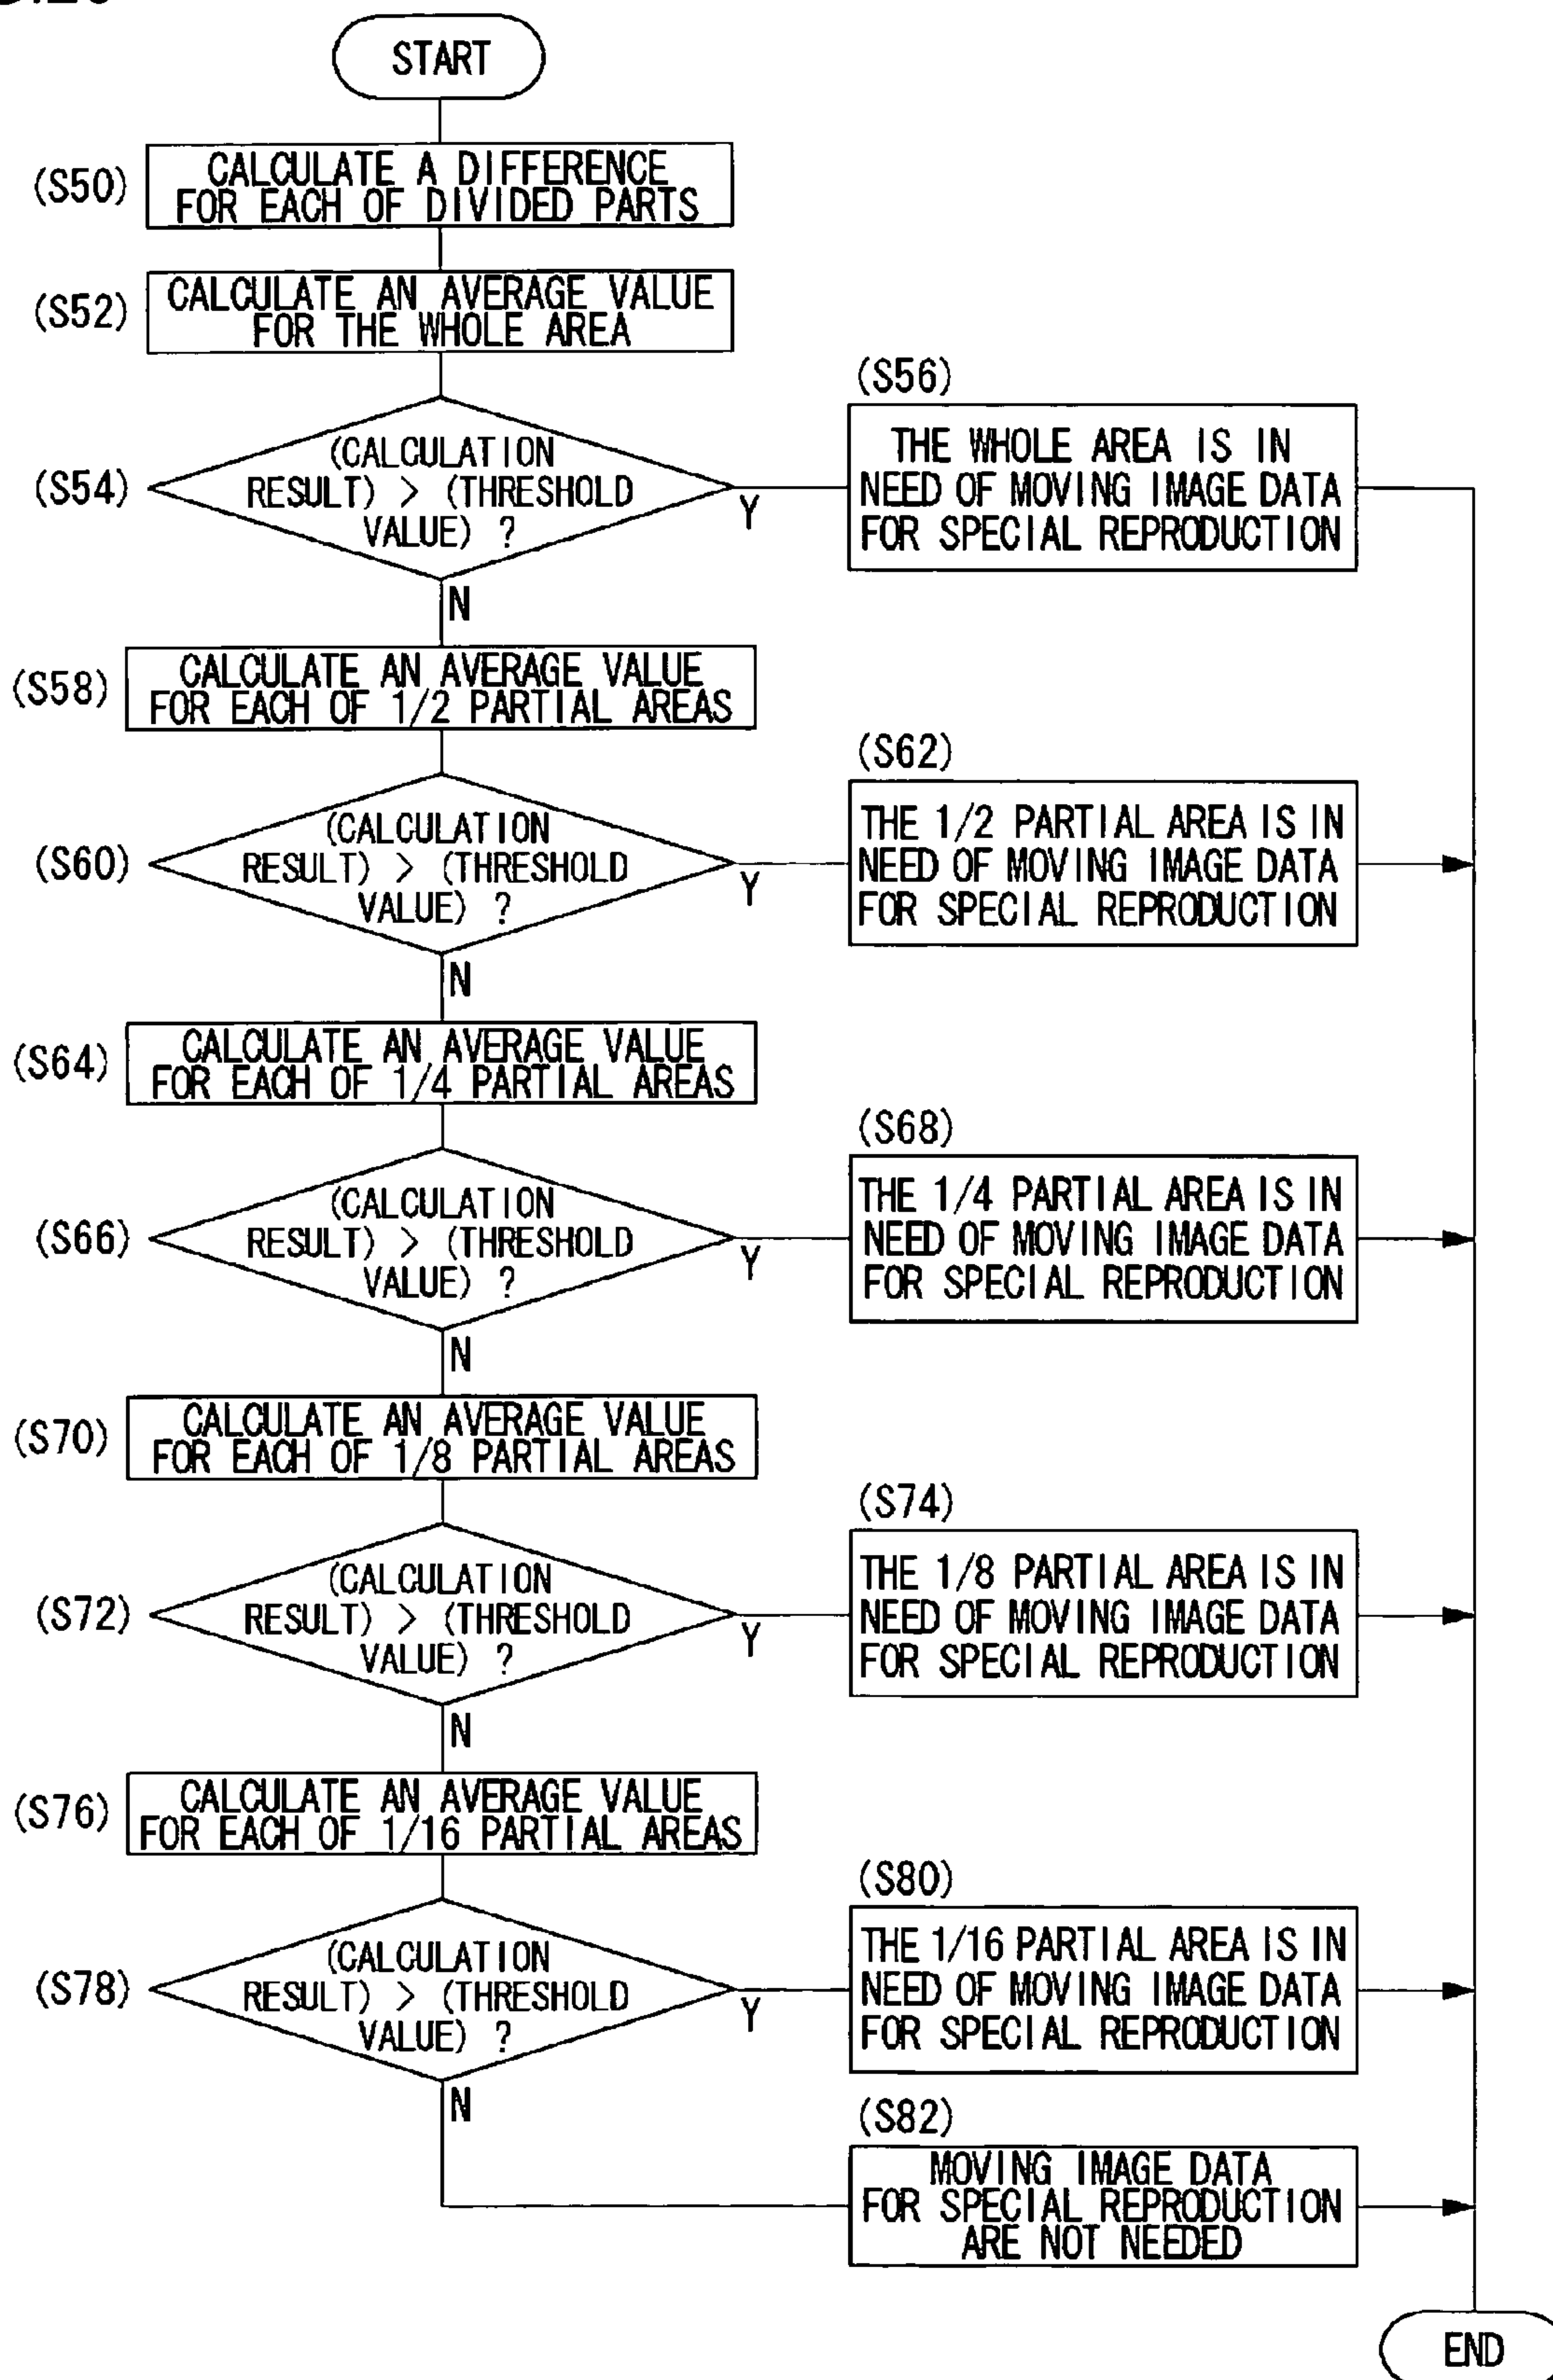 START
(S50)
CALCULATE A DIFFERENCE
FOR EACH OF DIVIDED PARTS
(S52)
CALCULATE AN AVERAGE VALUE
FOR THE WHOLE AREA
(S54)
(CALCULATION
RESULT) > (THRESHOLD
VALUE) ?
Y
N
(S56)
THE WHOLE AREA IS IN
NEED OF MOVING IMAGE DATA
FOR SPECIAL REPRODUCTION
(S58)
CALCULATE AN AVERAGE VALUE
FOR EACH OF 1/2 PARTIAL AREAS
(S60)
(CALCULATION
RESULT) > (THRESHOLD
VALUE) ?
Y
N
(S62)
THE 1/2 PARTIAL AREA IS IN
NEED OF MOVING IMAGE DATA
FOR SPECIAL REPRODUCTION
(S64)
CALCULATE AN AVERAGE VALUE
FOR EACH OF 1/4 PARTIAL AREAS
(S66)
(CALCULATION
RESULT) > (THRESHOLD
VALUE) ?
Y
N
(S68)
THE 1/4 PARTIAL AREA IS IN
NEED OF MOVING IMAGE DATA
FOR SPECIAL REPRODUCTION
(S70)
CALCULATE AN AVERAGE VALUE
FOR EACH OF 1/8 PARTIAL AREAS
(S72)
(CALCULATION
RESULT) > (THRESHOLD
VALUE) ?
Y
N
(S74)
THE 1/8 PARTIAL AREA IS IN
NEED OF MOVING IMAGE DATA
FOR SPECIAL REPRODUCTION
(S76)
CALCULATE AN AVERAGE VALUE
FOR EACH OF 1/16 PARTIAL AREAS
(S78)
(CALCULATION
RESULT) > (THRESHOLD
VALUE) ?
Y
N
(S80)
THE 1/16 PARTIAL AREA IS IN
NEED OF MOVING IMAGE DATA
FOR SPECIAL REPRODUCTION
(S82)
MOVING IMAGE DATA
FOR SPECIAL REPRODUCTION
ARE NOT NEEDED
END